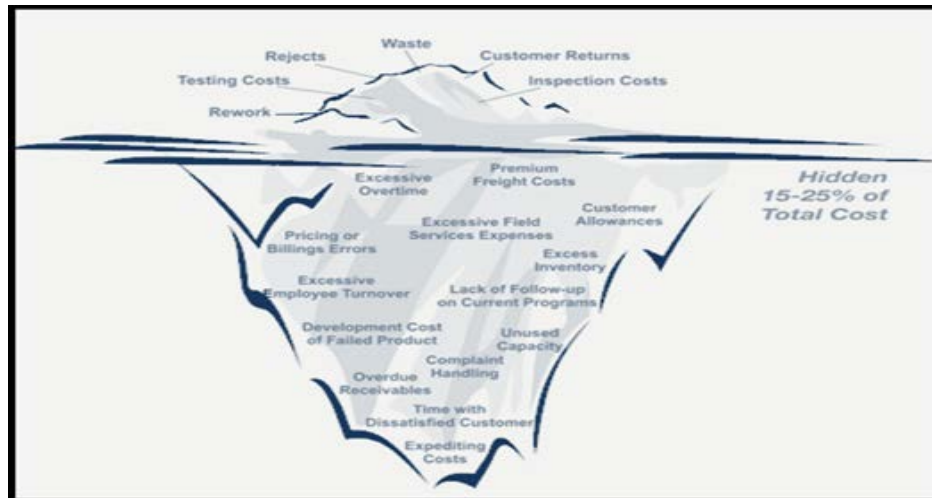 Waste
Rejects
Customer Returns
Testing Costs
Inspection Costs
Rework
Hidden
15-25% of
Total Cost
Excessive
Overtime
Premium
Freight Costs
Customer
Allowances
Excessive Field
Services Expenses
Pricing or
Billings Errors
Excess
Inventory
Excessive
Employee Turnover
Lack of Follow-up
on Current Programs
Development Cost
of Failed Product
Unused
Capacity
Complaint
Handling
Overdue
Receivables
Time with
Dissatisfied Customer
Expediting
Costs